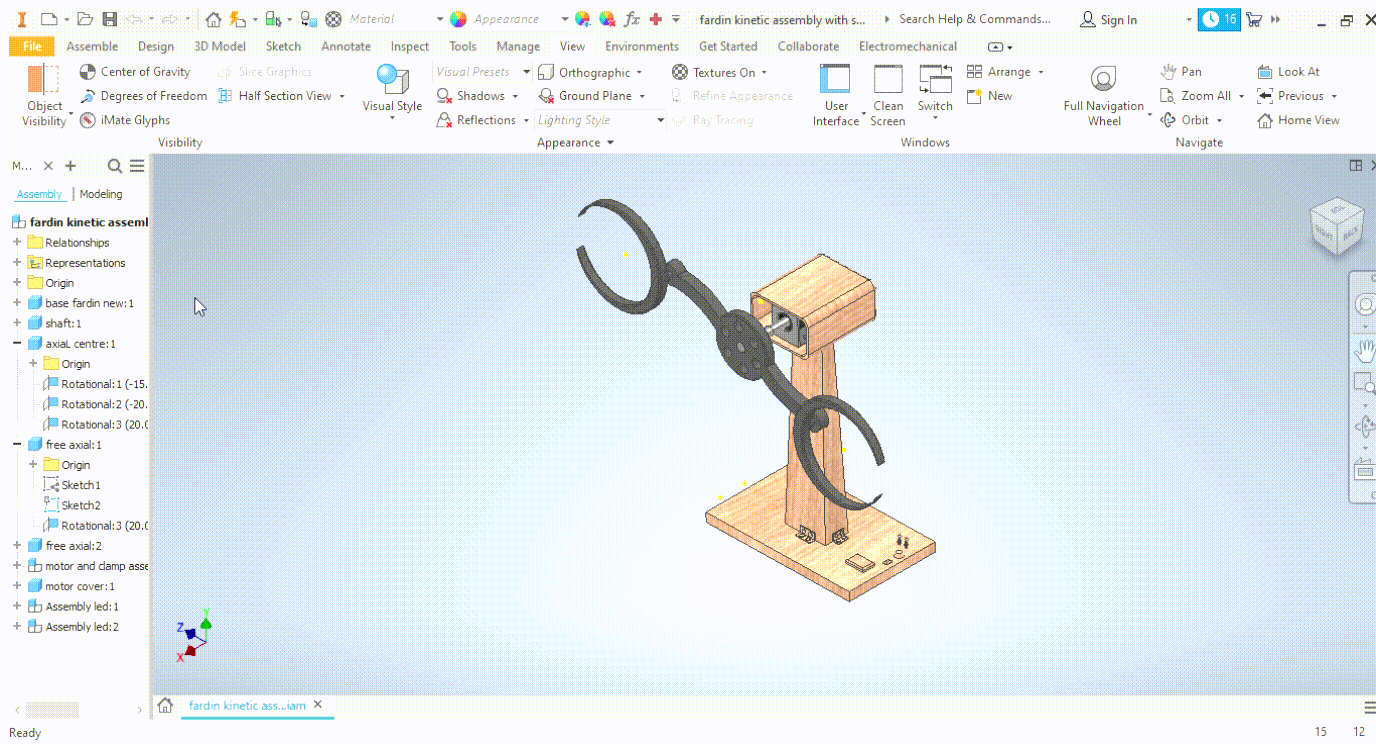 Material
Appearance
fardin kinetic assembly with s...
Search Help & Commands...
Sign In
16
File
Assemble
Design
3D Model
Sketch
Annotate
Inspect
Tools
Manage
View
Environments
Get Started
Collaborate
Electromechanical
Object Visibility
Center of Gravity
Degrees of Freedom
iMate Glyphs
Slice Graphics
Half Section View
Visibility
Visual Style
Visual Presets
Shadows
Reflections
Orthographic
Ground Plane
Lighting Style
Textures On
Refine Appearance
Ray Tracing
Appearance
User Interface
Clean Screen
Switch
Arrange
New
Windows
Full Navigation Wheel
Pan
Zoom All
Orbit
Look At
Previous
Home View
Navigate
M...
Assembly
Modeling
fardin kinetic asseml
Relationships
Representations
Origin
base fardin new:1
shaft:1
axiaL centre:1
Origin
Rotational:1 (-15.
Rotational:2 (-20.
Rotational:3 (20.0
free axial:1
Origin
Sketch1
Sketch2
Rotational:3 (20.0
free axial:2
motor and clamp asse
motor cover:1
Assembly led:1
Assembly led:2
RIGHT
BACK
Y
Z
X
fardin kinetic ass...iam
Ready
15
12